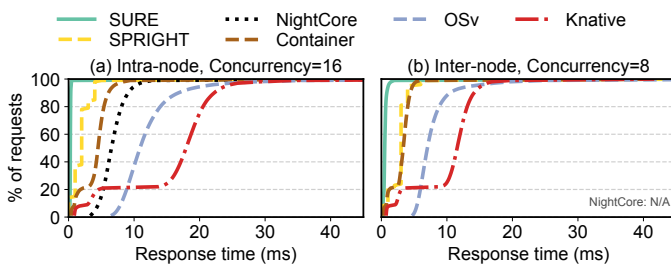 SURE NightCore OSv Knative
SPRIGHT Container
(a) Intra-node, Concurrency=16 (b) Inter-node, Concurrency=8
% of requests
100
80
60
40
20
0
0 10 20 30 40
Response time (ms)
0 10 20 30 40
Response time (ms)
NightCore: N/A